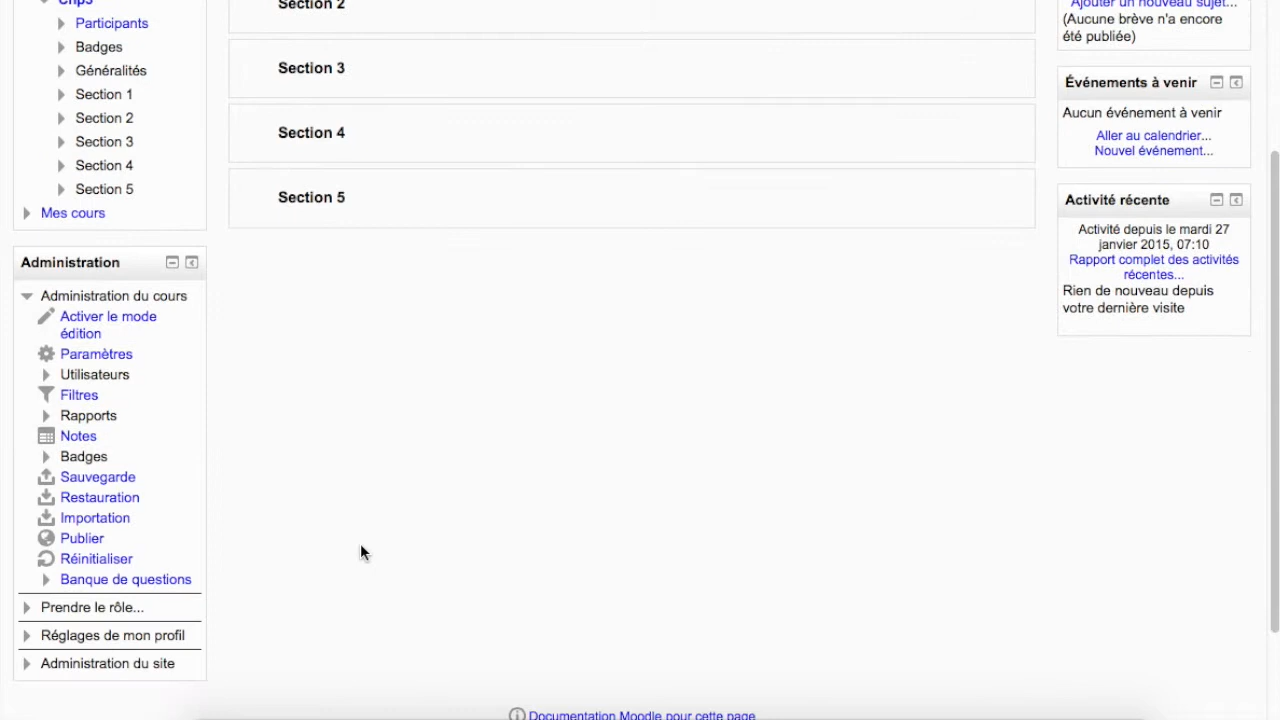 Participants
Badges
Généralités
Section 1
Section 2
Section 3
Section 4
Section 5
Mes cours
Administration
Administration du cours
Activer le mode
édition
Paramètres
Utilisateurs
Filtres
Rapports
Notes
Badges
Sauvegarde
Restauration
Importation
Publier
Réinitialiser
Banque de questions
Prendre le rôle...
Réglages de mon profil
Administration du site
Section 2
Section 3
Section 4
Section 5
Ajouter un nouveau sujet...
(Aucune brève n'a encore
été publiée)
Événements à venir
Aucun événement à venir
Aller au calendrier...
Nouvel événement...
Activité récente
Activité depuis le mardi 27
janvier 2015, 07:10
Rapport complet des activités
récentes...
Rien de nouveau depuis
votre dernière visite
Documentation Moodle pour cette page